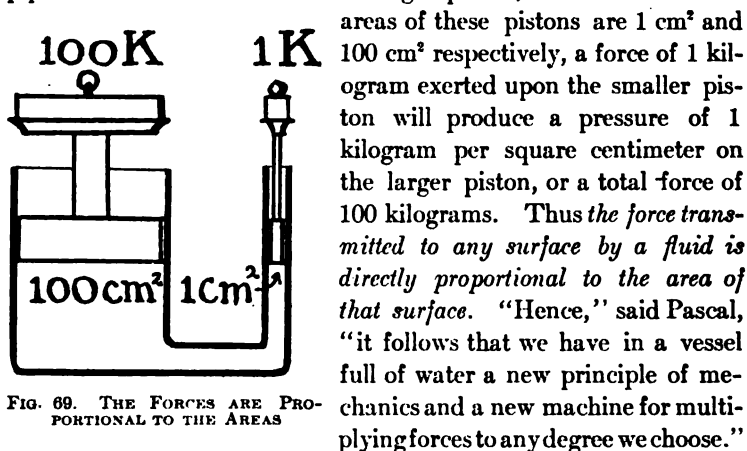 100K 1K
100cm² 1cm²
FIG. 69. THE FORCES ARE PRO-
PORTIONAL TO THE AREAS
areas of these pistons are 1 cm² and
100 cm² respectively, a force of 1 kil-
ogram exerted upon the smaller pis-
ton will produce a pressure of 1
kilogram per square centimeter on
the larger piston, or a total force of
100 kilograms. Thus the force trans-
mitted to any surface by a fluid is
directly proportional to the area of
that surface. "Hence," said Pascal,
"it follows that we have in a vessel
full of water a new principle of me-
chanics and a new machine for multi-
plying forces to any degree we choose."